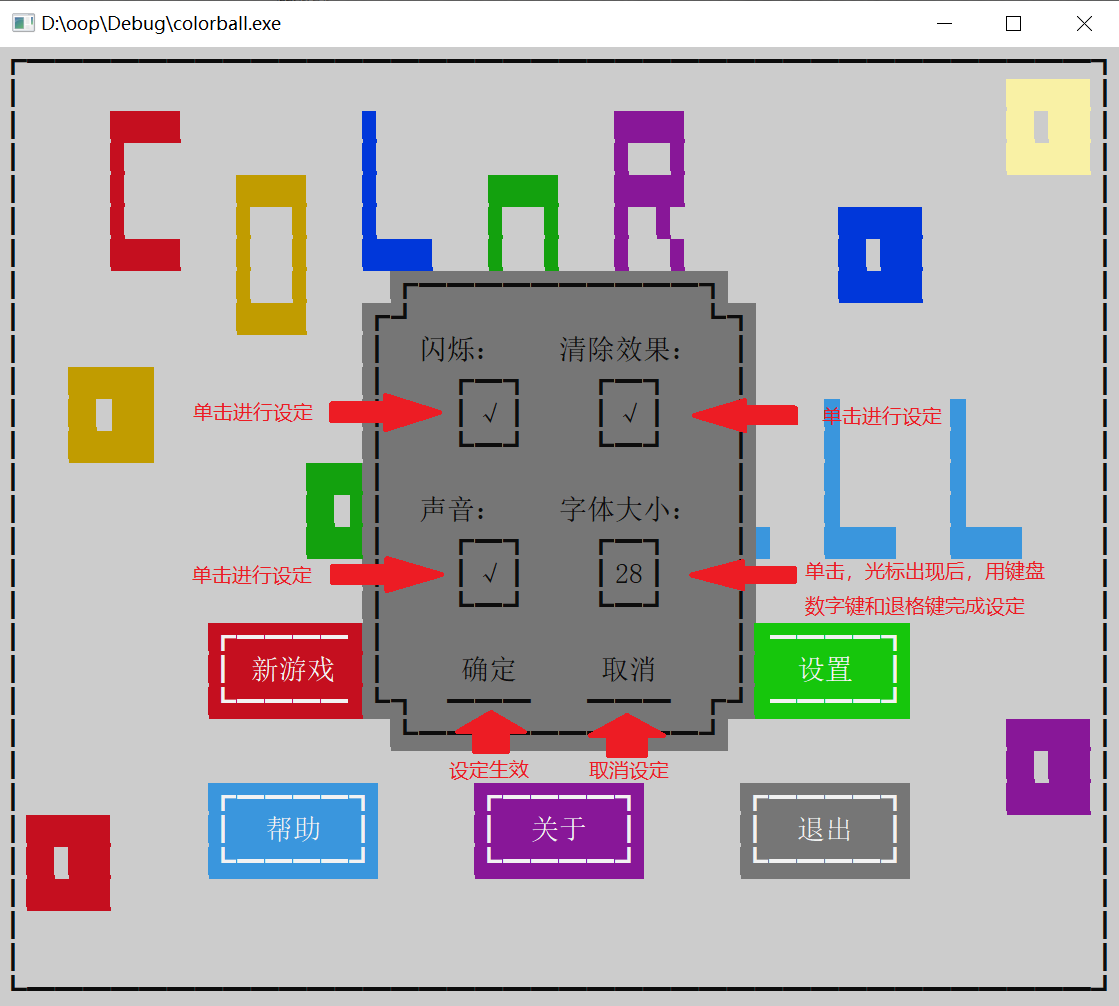 D:\oop\Debug\colorball.exe
COLOR
闪烁: 清除效果:
单击进行设定 √ √ 单击进行设定
LL
声音: 字体大小:
单击进行设定 √ 28 单击，光标出现后，用键盘
数字键和退格键完成设定
新游戏 确定 取消 设置
设定生效 取消设定
帮助 关于 退出